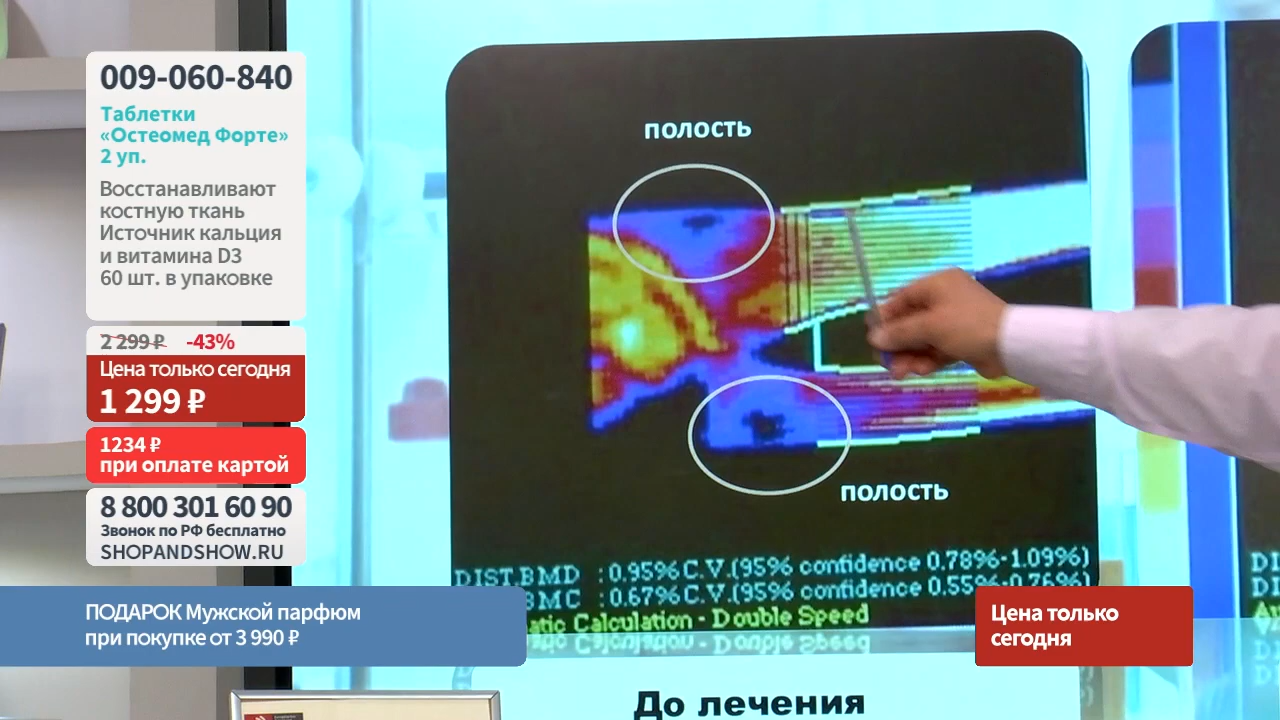 009-060-840
Таблетки
«Остеомед Форте»
2 уп.
Восстанавливают
костную ткань
Источник кальция
и витамина D3
60 шт. в упаковке
2 299 ₽ -43%
Цена только сегодня
1 299 ₽
1234 ₽
при оплате картой
8 800 301 60 90
Звонок по РФ бесплатно
SHOPANDSHOW.RU
ПОДАРОК Мужской парфюм
при покупке от 3 990 ₽
полость
полость
DIST.BMD :0.95%C.V.(95% confidence 0.78%-1.09%)
BMC :0.67%C.V.(95% confidence 0.55%-0.76%)
atic Calculation - Double Speed
До лечения
Цена только
сегодня